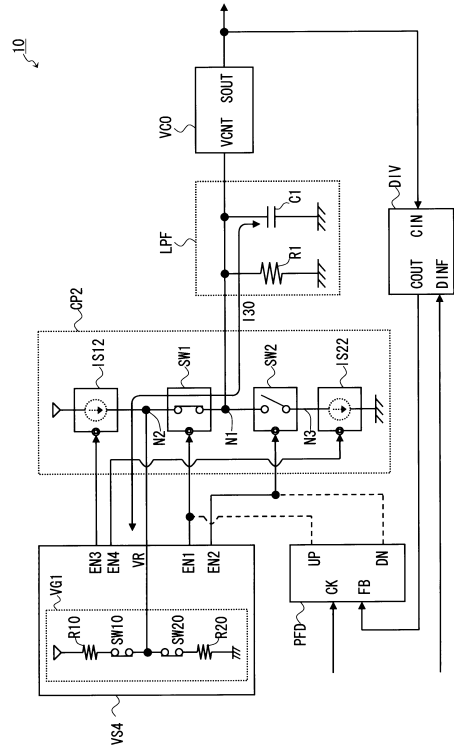 10
VCO
VCNT SOUT
LPF
C1
R1
I30
DIV
COUT CIN
DINF
CP2
IS12
SW1
SW2
IS22
N2
N1
N3
EN3
EN4
VR
EN1
EN2
VG1
R10
SW10
SW20
R20
VS4
UP
DN
CK
FB
PFD